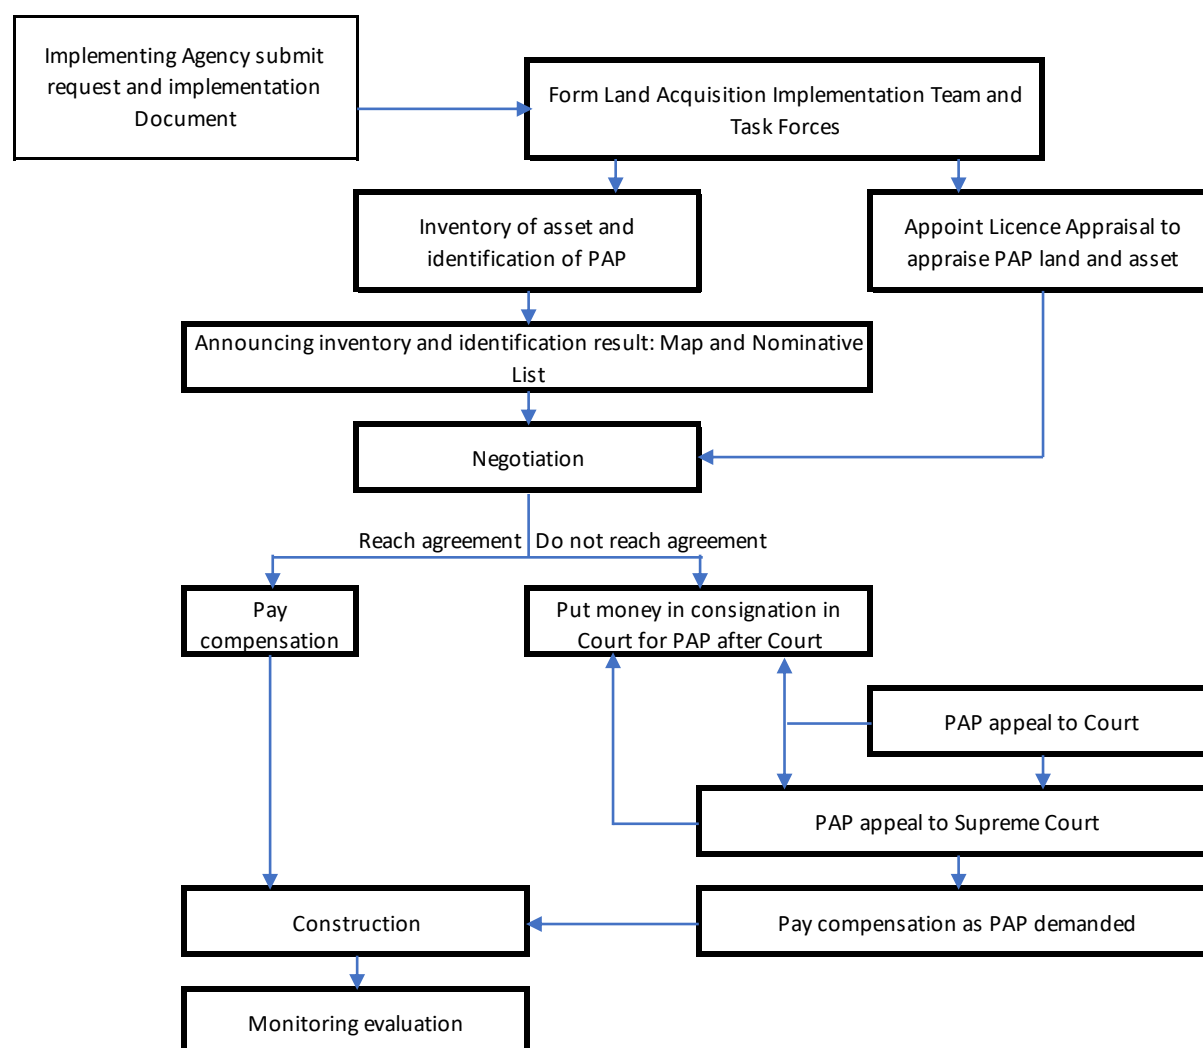 Implementing Agency submit
request and implementation
Document
Form Land Acquisition Implementation Team and
Task Forces
Inventory of asset and
identification of PAP
Appoint Licence Appraisal to
appraise PAP land and asset
Announcing inventory and identification result: Map and Nominative
List
Negotiation
Reach agreement
Do not reach agreement
Pay
compensation
Put money in consignation in
Court for PAP after Court
PAP appeal to Court
PAP appeal to Supreme Court
Construction
Pay compensation as PAP demanded
Monitoring evaluation